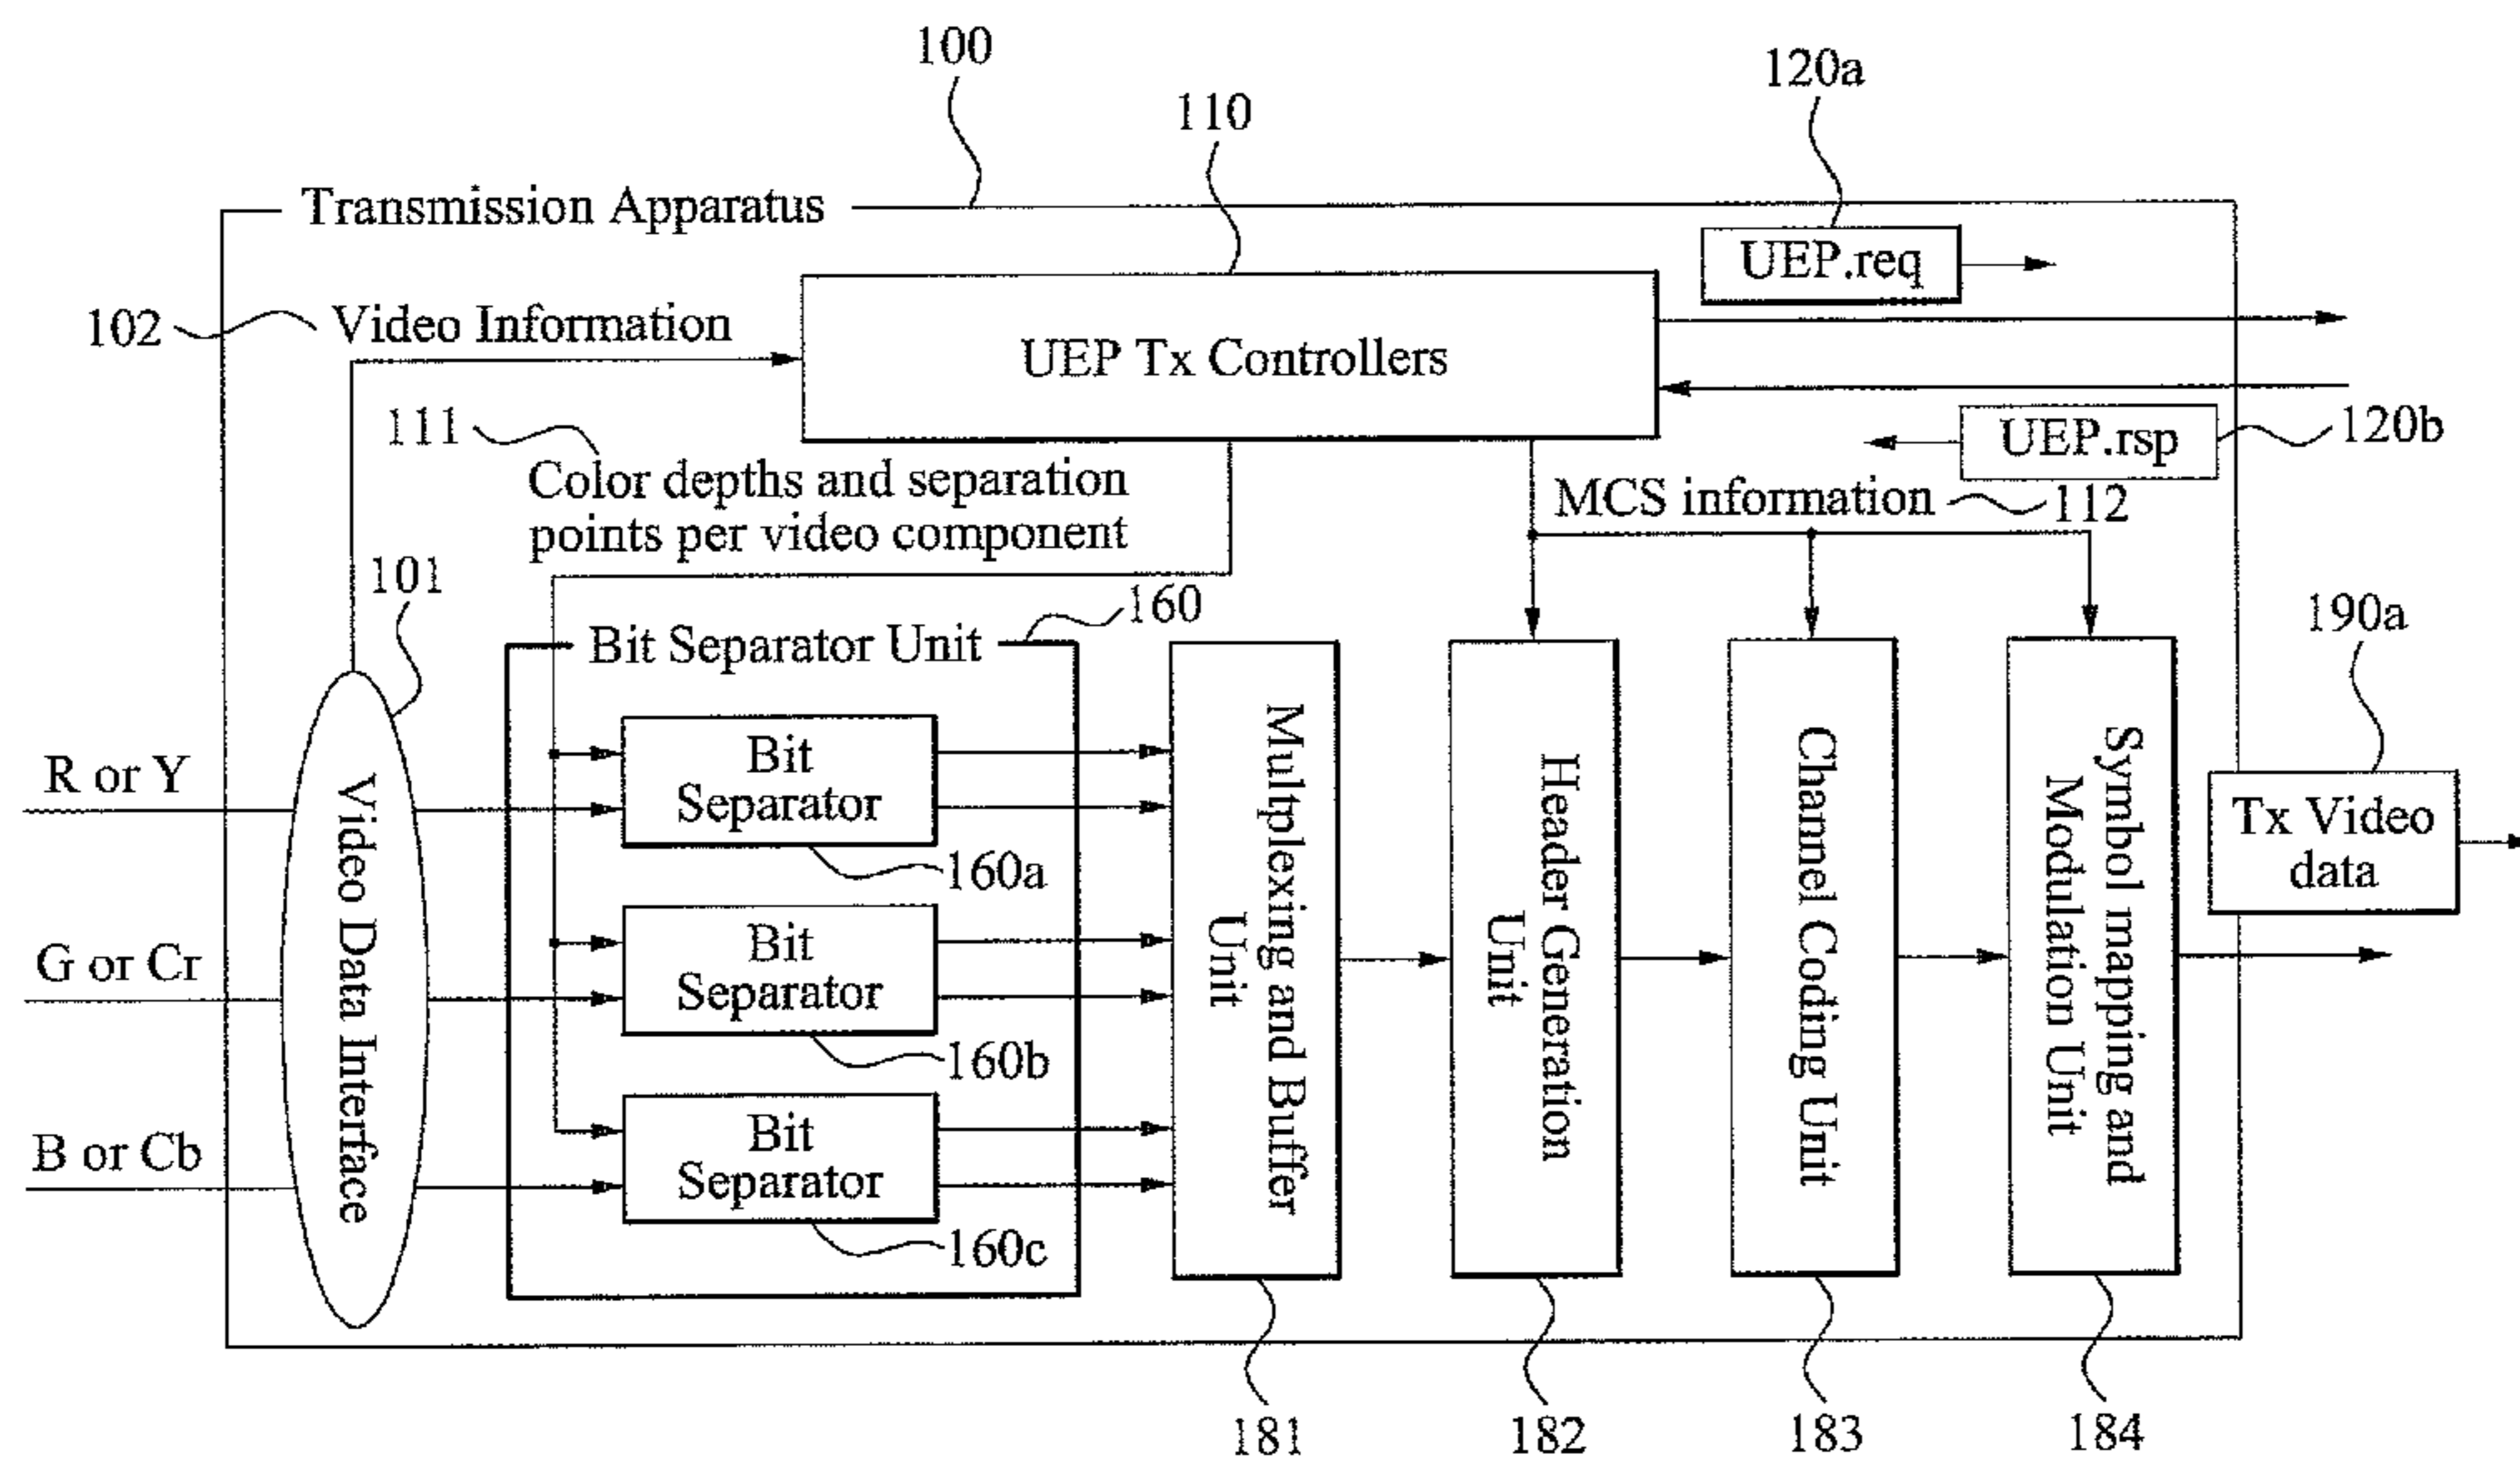 100
120a
110
Transmission Apparatus
UEP.req
102
Video Information
UEP Tx Controllers
111
UEP.rsp
120b
Color depths and separation
points per video component
MCS information
112
101
160
190a
Bit Separator Unit
R or Y
Bit
Separator
160a
G or Cr
Bit
Separator
160b
B or Cb
Bit
Separator
160c
Video Data Interface
Multplexing and Buffer
Unit
Header Generation
Unit
Channel Coding Unit
Symbol mapping and
Modulation Unit
Tx Video
data
181
182
183
184